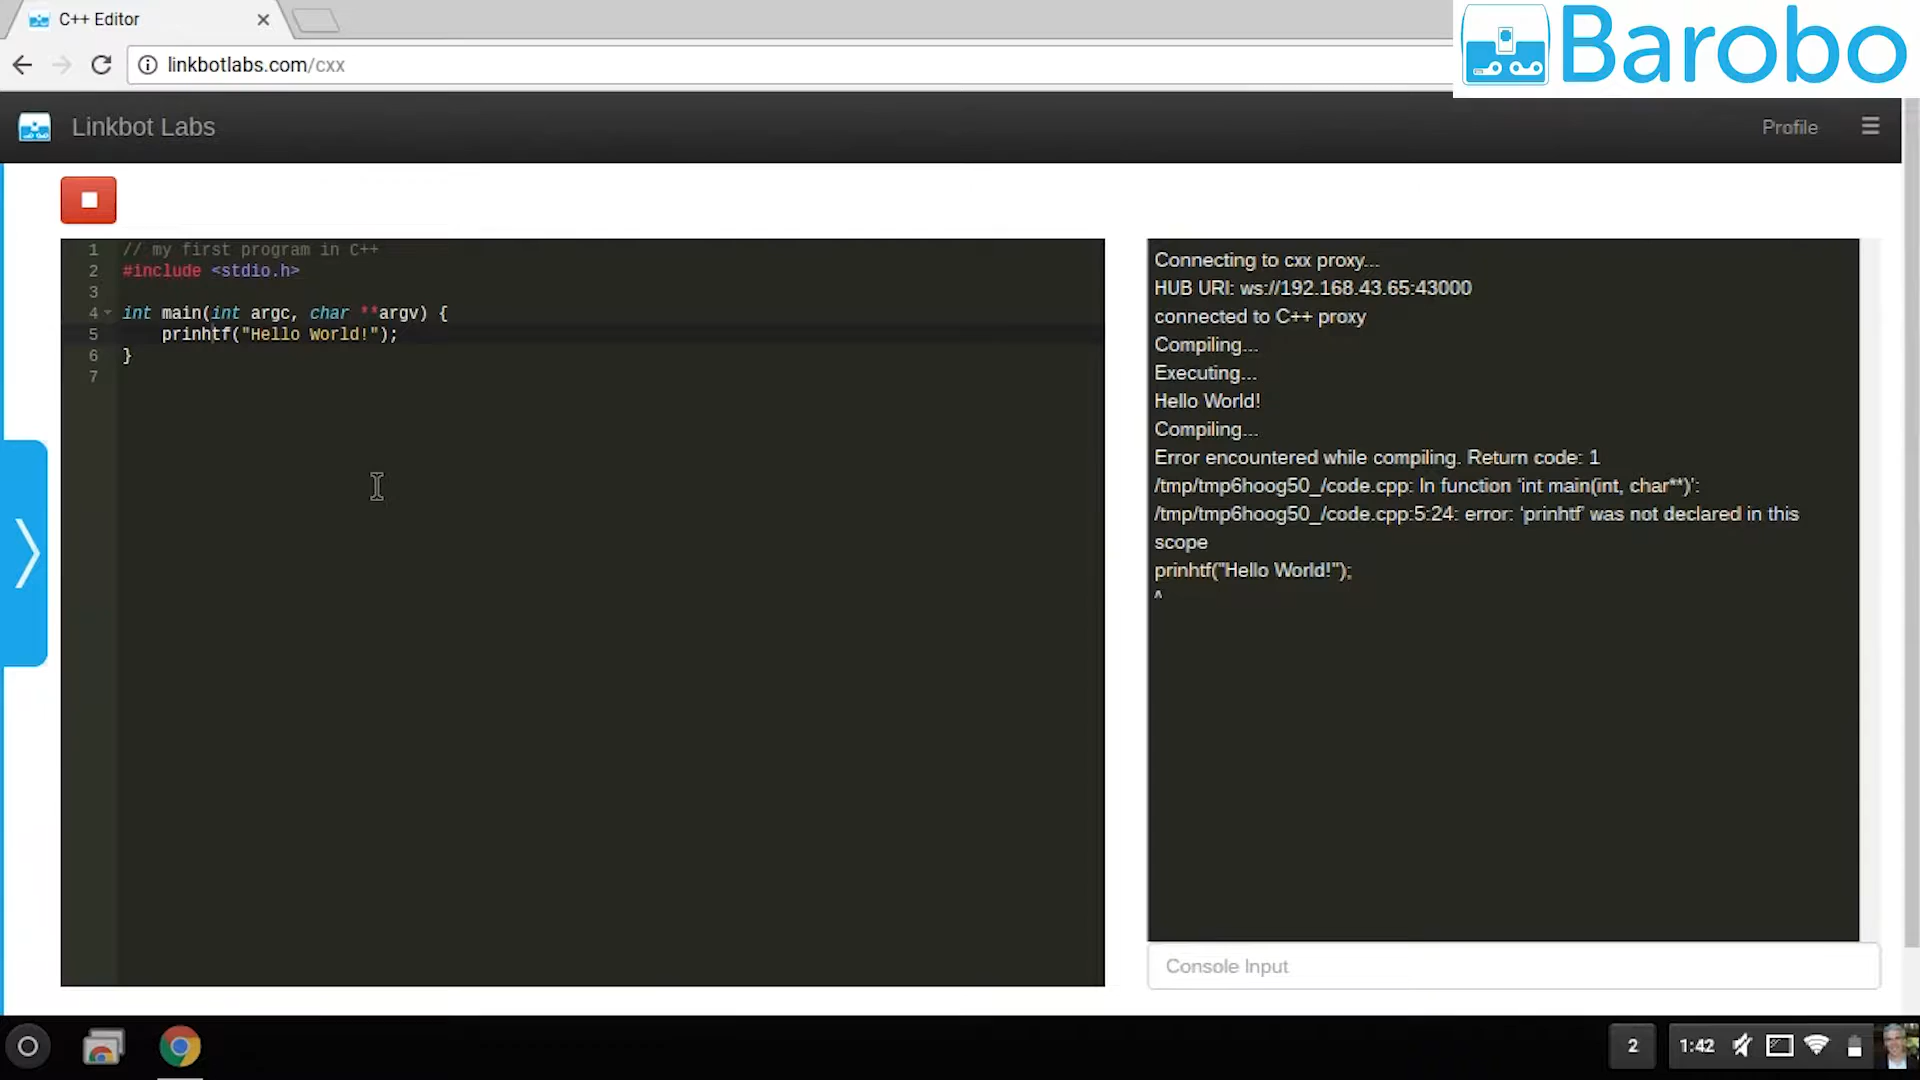 C++ Editor
linkbotlabs.com/cxx
Barobo
Linkbot Labs
Profile
1 // my first program in C++
2 #include <stdio.h>
3
4 int main(int argc, char **argv) {
5     prinhtf("Hello World!");
6 }
7
Connecting to cxx proxy...
HUB URI: ws://192.168.43.65:43000
connected to C++ proxy
Compiling...
Executing...
Hello World!
Compiling...
Error encountered while compiling. Return code: 1
/tmp/tmp6hoog50_/code.cpp: In function ‘int main(int, char**)’:
/tmp/tmp6hoog50_/code.cpp:5:24: error: ‘prinhtf’ was not declared in this
scope
prinhtf("Hello World!");
^
Console Input
2
1:42